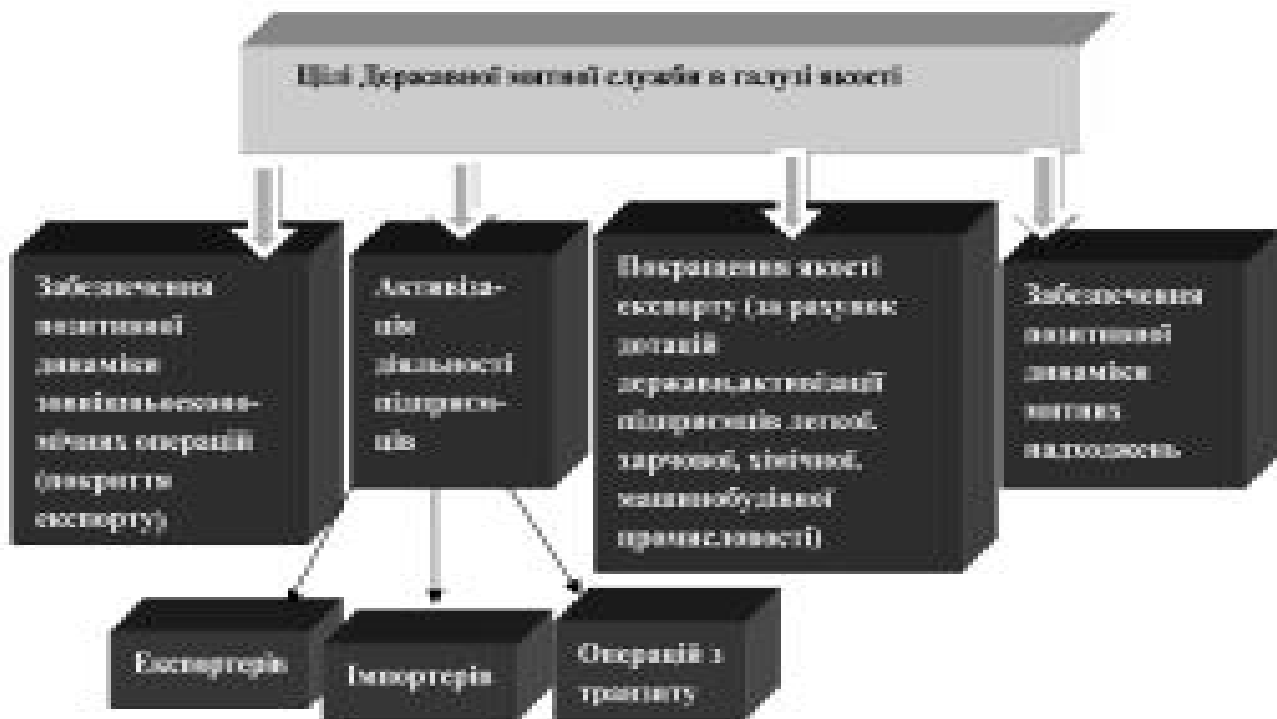 Цілі Державної митної служби в галузі якості
Забезпечення
позитивної
динаміки
зовнішньоеконо-
мічних операцій
(покриття
експорту)
Активіза-
ція
діяльності
підприєм-
ців
Покращення якості
експорту (за рахунок
дотацій
держави,активізації
підприємців легкої,
харчової, хімічної,
машинобудівної
промисловості)
Забезпечення
позитивної
динаміки
митних
надходжень
Експортерів
Імпортерів
Операцій з
транзиту